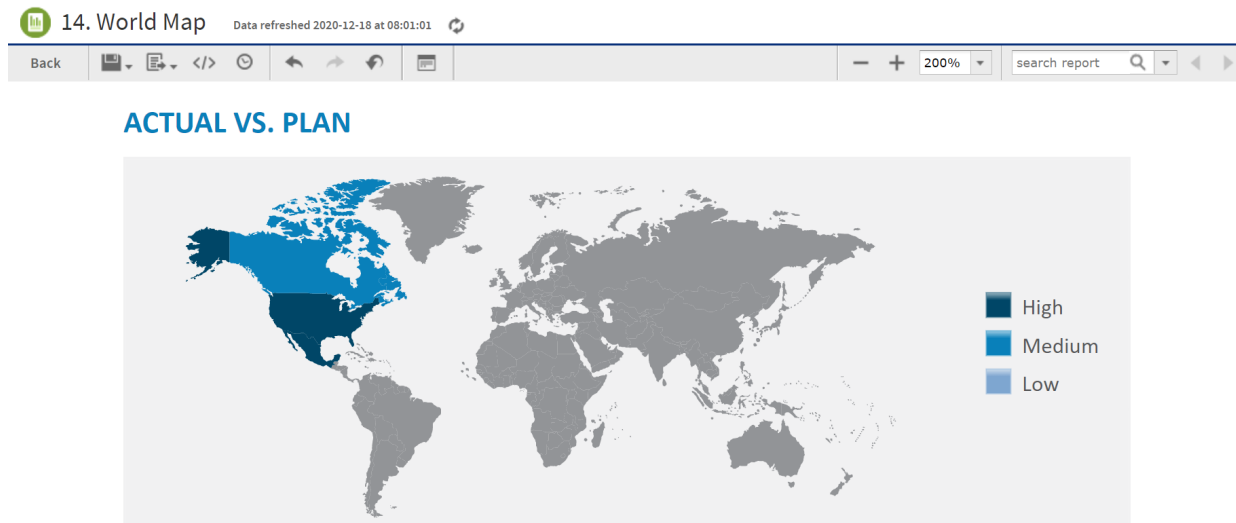 14. World Map Data refreshed 2020-12-18 at 08:01:01
Back </> 200% search report
ACTUAL VS. PLAN
High
Medium
Low